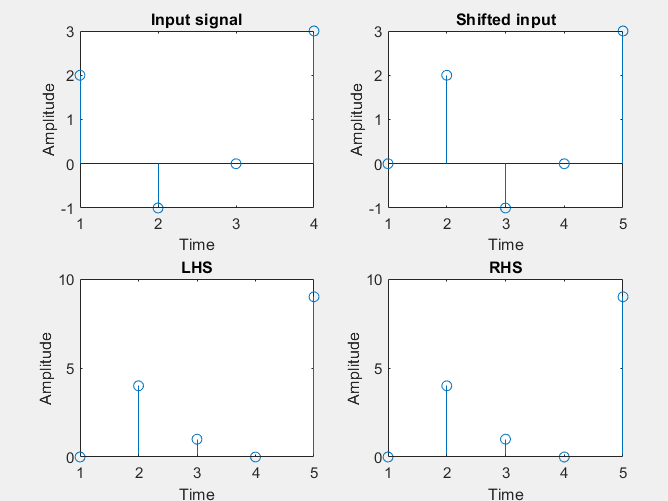 Input signal
3
2
1
0
-1
Amplitude
1 2 3 4
Time
Shifted input
3
2
1
0
-1
Amplitude
1 2 3 4 5
Time
LHS
10
5
0
Amplitude
1 2 3 4 5
Time
RHS
10
5
0
Amplitude
1 2 3 4 5
Time